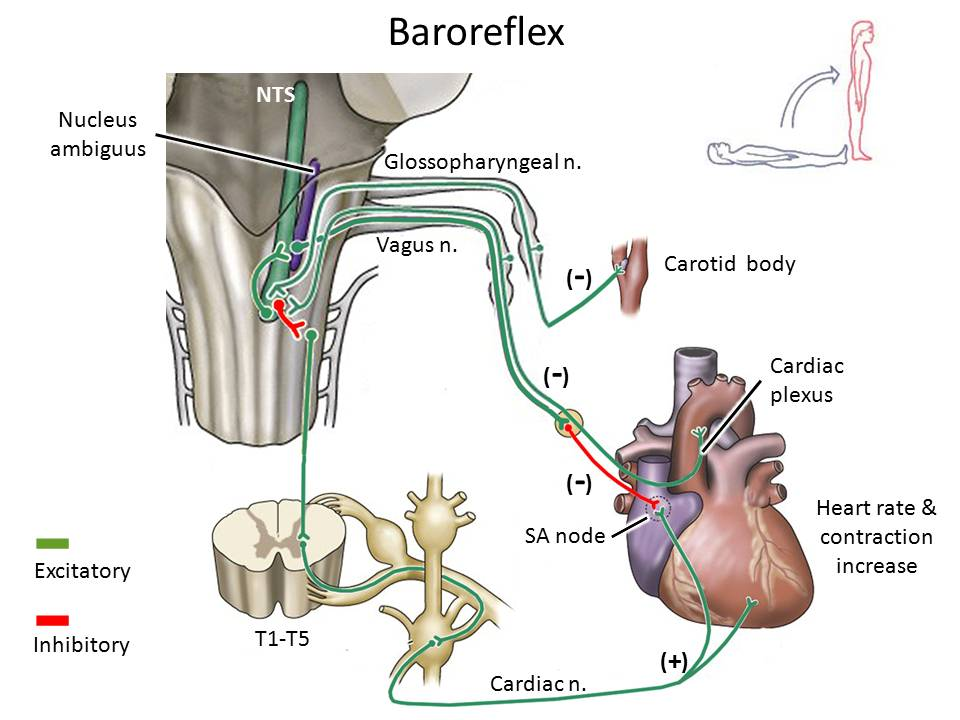 Baroreflex
NTS
Nucleus
ambiguus
Glossopharyngeal n.
Vagus n.
(-)
Carotid body
(-)
Cardiac
plexus
(-)
SA node
Heart rate &
contraction
increase
Excitatory
Inhibitory
T1-T5
(+)
Cardiac n.